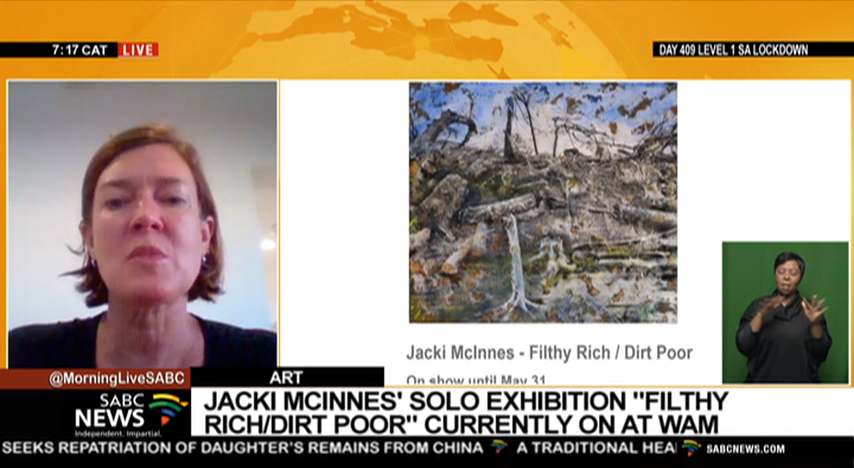 7:17 CAT LIVE
DAY 409 LEVEL 1 SA LOCKDOWN
Jacki McInnes - Filthy Rich / Dirt Poor
On show until May 31
@MorningLiveSABC
ART
SABC
NEWS
Independent. Impartial.
JACKI MCINNES' SOLO EXHIBITION "FILTHY
RICH/DIRT POOR" CURRENTLY ON AT WAM
SEEKS REPATRIATION OF DAUGHTER'S REMAINS FROM CHINA A TRADITIONAL HEA SABCNEWS.COM